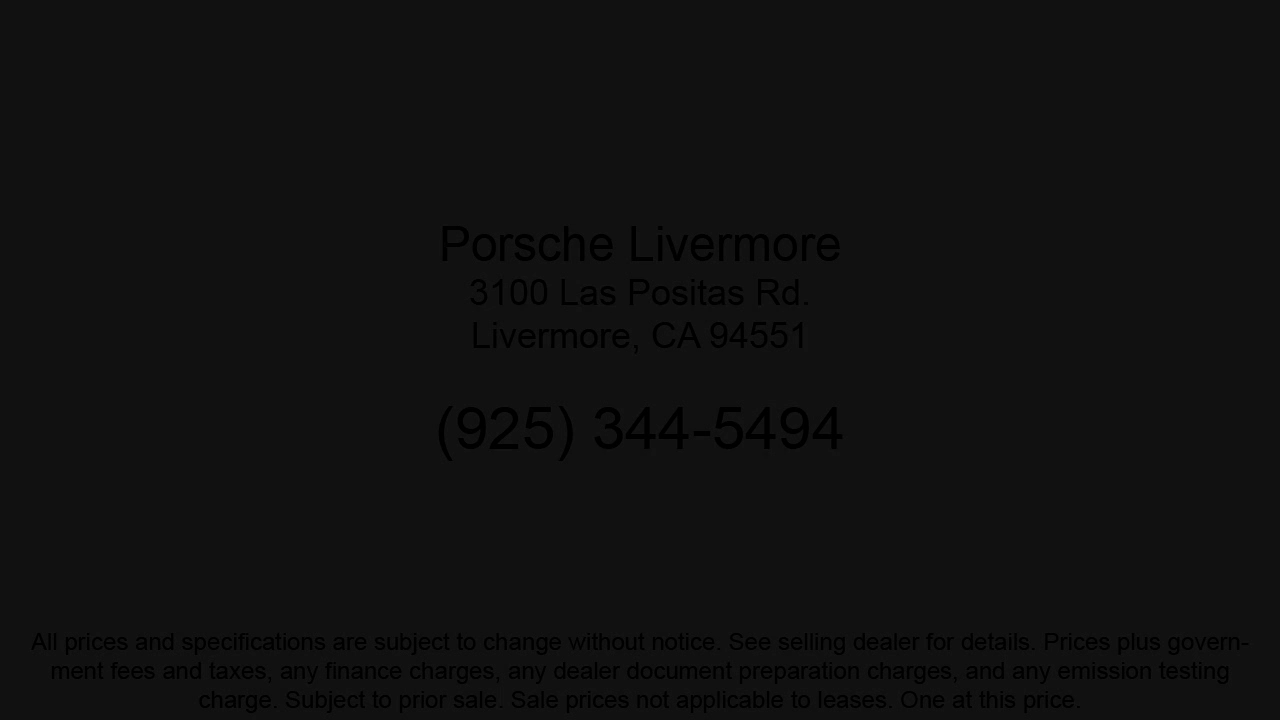 Porsche Livermore
3100 Las Positas Rd.
Livermore, CA 94551
(925) 344-5494
All prices and specifications are subject to change without notice. See selling dealer for details. Prices plus govern-
ment fees and taxes, any finance charges, any dealer document preparation charges, and any emission testing
charge. Subject to prior sale. Sale prices not applicable to leases. One at this price.